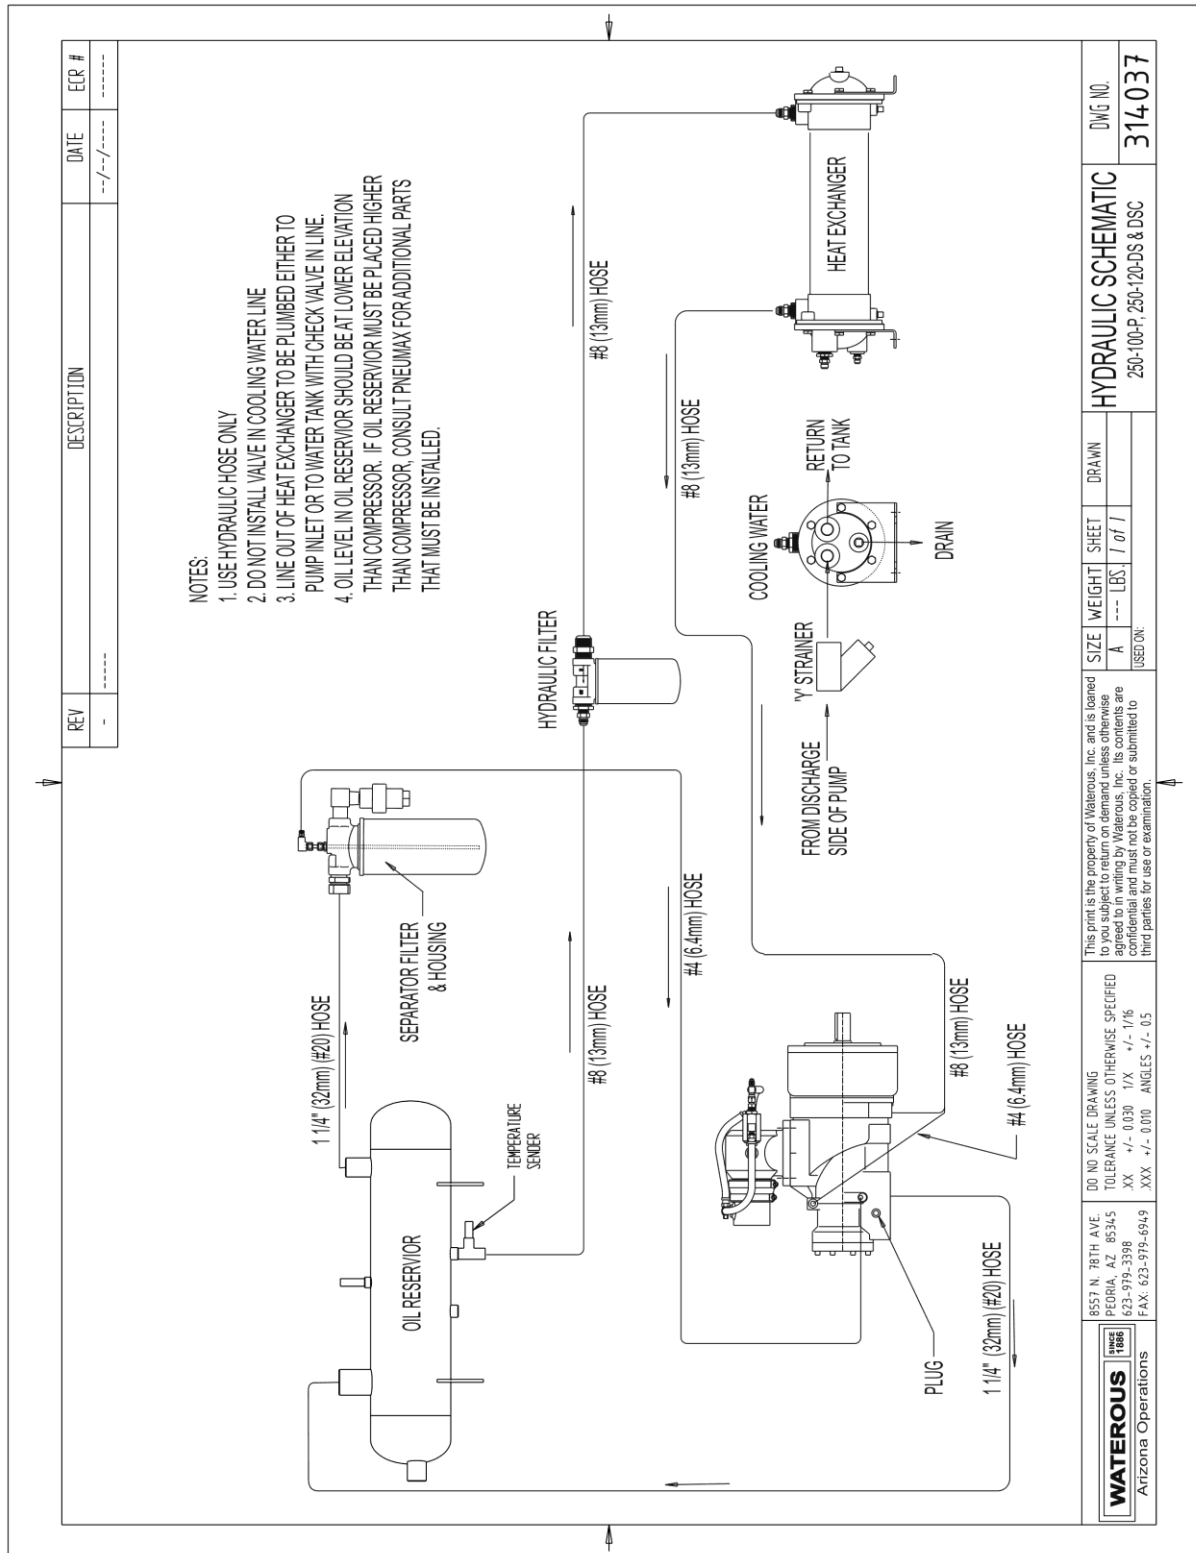 REV
DESCRIPTION
DATE
ECR #
-
-----
--/--/----
-----
NOTES:
1. USE HYDRAULIC HOSE ONLY
2. DO NOT INSTALL VALVE IN COOLING WATER LINE
3. LINE OUT OF HEAT EXCHANGER TO BE PLUMBED EITHER TO
PUMP INLET OR TO WATER TANK WITH CHECK VALVE IN LINE.
4. OIL LEVEL IN OIL RESERVOIR SHOULD BE AT LOWER ELEVATION
THAN COMPRESSOR. IF OIL RESERVIOR MUST BE PLACED HIGHER
THAN COMPRESSOR, CONSULT PNEUMAX FOR ADDITIONAL PARTS
THAT MUST BE INSTALLED.
1 1/4" (32mm) (#20) HOSE
SEPARATOR FILTER
& HOUSING
OIL RESERVIOR
TEMPERATURE
SENDER
#8 (13mm) HOSE
HYDRAULIC FILTER
#8 (13mm) HOSE
#4 (6.4mm) HOSE
#8 (13mm) HOSE
HEAT EXCHANGER
COOLING WATER
'Y' STRAINER
RETURN
TO TANK
FROM DISCHARGE
SIDE OF PUMP
DRAIN
#8 (13mm) HOSE
#4 (6.4mm) HOSE
PLUG
1 1/4" (32mm) (#20) HOSE
WATEROUS
SINCE
1886
Arizona Operations
8557 N. 78TH AVE.
PEORIA, AZ 85345
623-979-3398
FAX: 623-979-6949
DO NO SCALE DRAWING
TOLERANCE UNLESS OTHERWISE SPECIFIED
.XX +/- 0.030 1/X +/- 1/16
.XXX +/- 0.010 ANGLES +/- 0.5
This print is the property of Waterous, Inc. and is loaned
to you subject to return on demand unless otherwise
agreed to in writing by Waterous, Inc. Its contents are
confidential and must not be copied or submitted to
third parties for use or examination.
SIZE
WEIGHT
SHEET
DRAWN
A
--- LBS.
1 of 1
USED ON:
HYDRAULIC SCHEMATIC
250-100-P, 250-120-DS & DSC
DWG NO.
314037